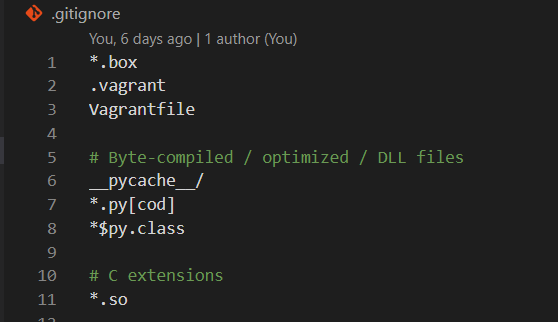 .gitignore
You, 6 days ago | 1 author (You)
1 *.box
2 .vagrant
3 Vagrantfile
4
5 # Byte-compiled / optimized / DLL files
6 __pycache__/
7 *.py[cod]
8 *$py.class
9
10 # C extensions
11 *.so